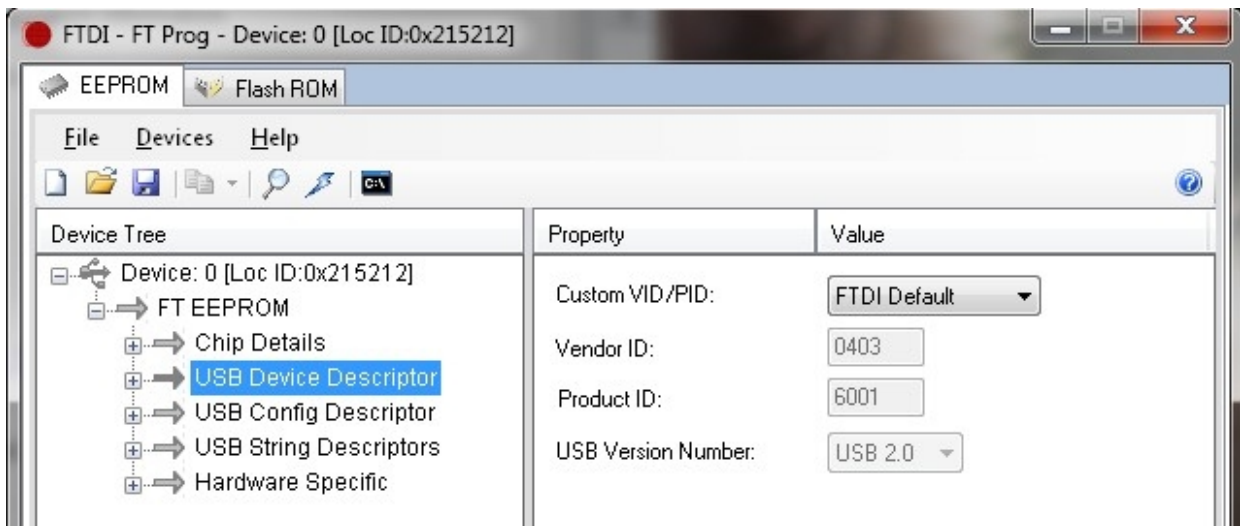 FTDI - FT Prog - Device: 0 [Loc ID:0x215212]
EEPROM Flash ROM
File Devices Help
C:\
Device Tree Property Value
Device: 0 [Loc ID:0x215212]
FT EEPROM
Chip Details
USB Device Descriptor
USB Config Descriptor
USB String Descriptors
Hardware Specific
Custom VID/PID: FTDI Default
Vendor ID: 0403
Product ID: 6001
USB Version Number: USB 2.0